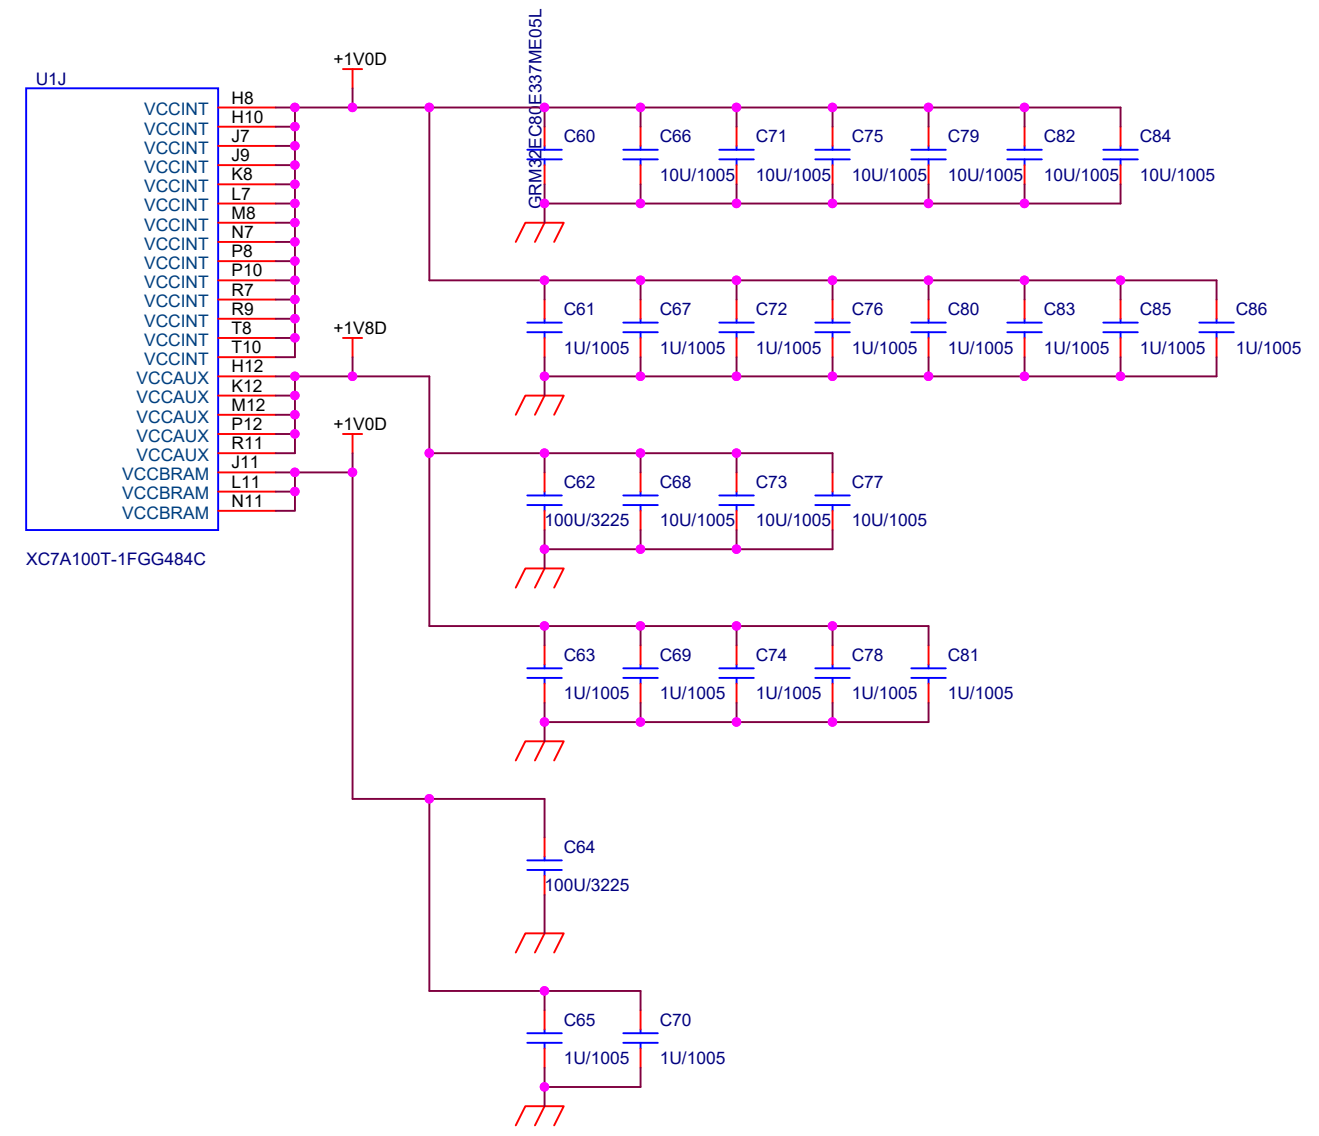 GRM32EC80E337ME05L
+1V0D
U1J
VCCINT H8
VCCINT H10
VCCINT J7
VCCINT J9
VCCINT K8
VCCINT L7
VCCINT M8
VCCINT N7
VCCINT P8
VCCINT P10
VCCINT R7
VCCINT R9
VCCINT T8
VCCINT T10
VCCAUX H12
VCCAUX K12
VCCAUX M12
VCCAUX P12
VCCAUX R11
VCCBRAM J11
VCCBRAM L11
VCCBRAM N11
XC7A100T-1FGG484C
+1V8D
+1V0D
C60 C66 C71 C75 C79 C82 C84
10U/1005 10U/1005 10U/1005 10U/1005 10U/1005 10U/1005
C61 C67 C72 C76 C80 C83 C85 C86
1U/1005 1U/1005 1U/1005 1U/1005 1U/1005 1U/1005 1U/1005 1U/1005
C62 C68 C73 C77
100U/3225 10U/1005 10U/1005 10U/1005
C63 C69 C74 C78 C81
1U/1005 1U/1005 1U/1005 1U/1005 1U/1005
C64
100U/3225
C65 C70
1U/1005 1U/1005